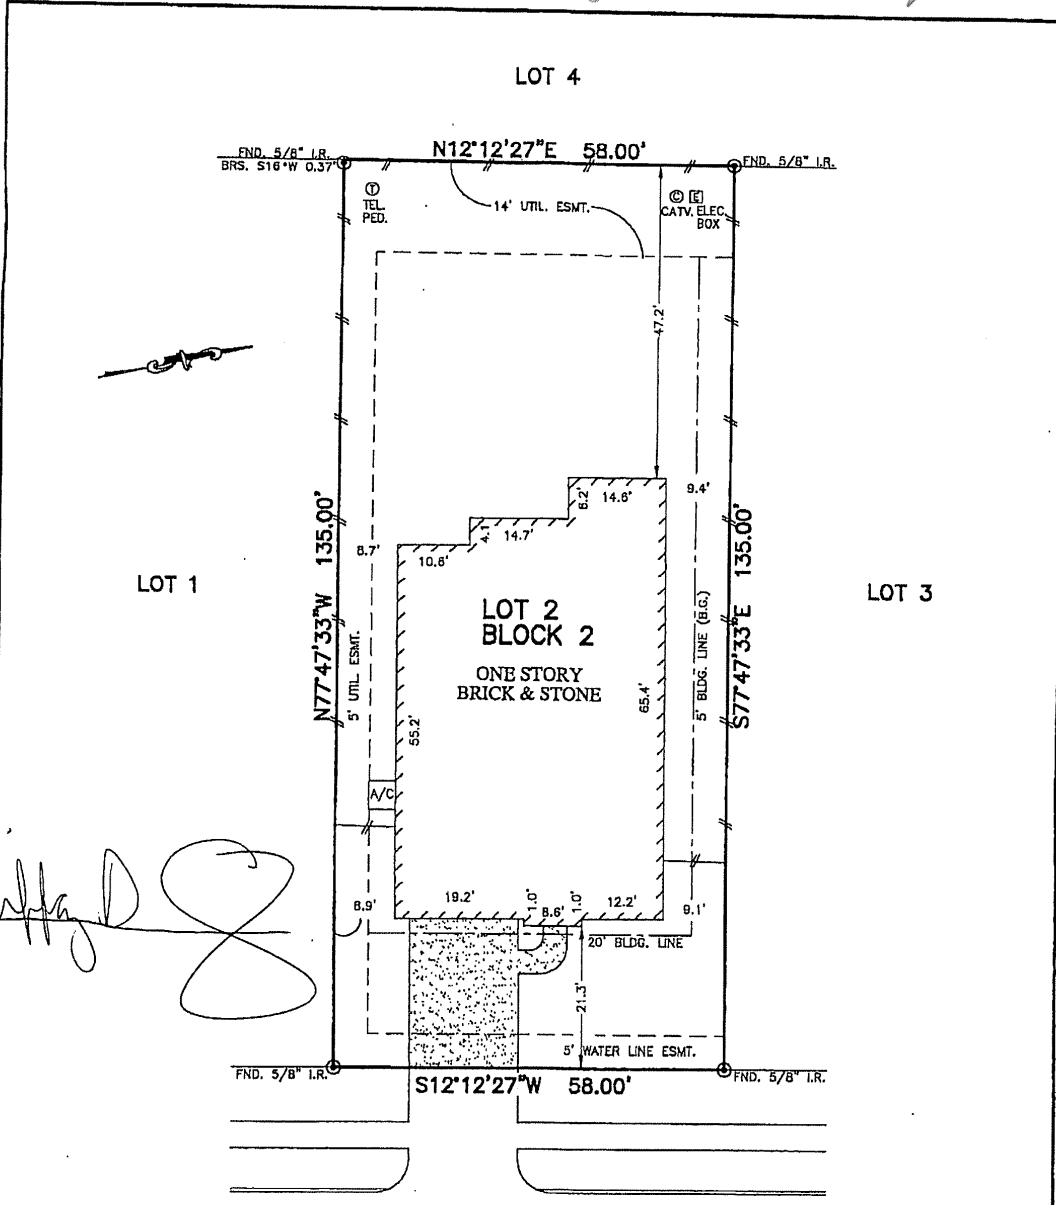 LOT 4
FND. 5/8" I.R.
BRS. S16°W 0.37'
N12°12'27"E 58.00'
FND. 5/8" I.R.
T
TEL.
PED.
14' UTIL. ESMT.
C E
CATV. ELEC.
BOX
47.2'
9.4'
14.6'
6.2'
14.7'
4.1'
10.6'
8.7'
N77°47'33"W 135.00'
S77°47'33"E 135.00'
LOT 1
LOT 3
LOT 2
BLOCK 2
ONE STORY
BRICK & STONE
5' UTIL ESMT.
5' BLDG. LINE (B.G.)
55.2'
65.4'
A/C
8.9'
19.2'
1.0'
8.6'
1.0'
12.2'
9.1'
20' BLDG. LINE
21.3'
5' WATER LINE ESMT.
FND. 5/8" I.R.
S12°12'27"W 58.00'
FND. 5/8" I.R.